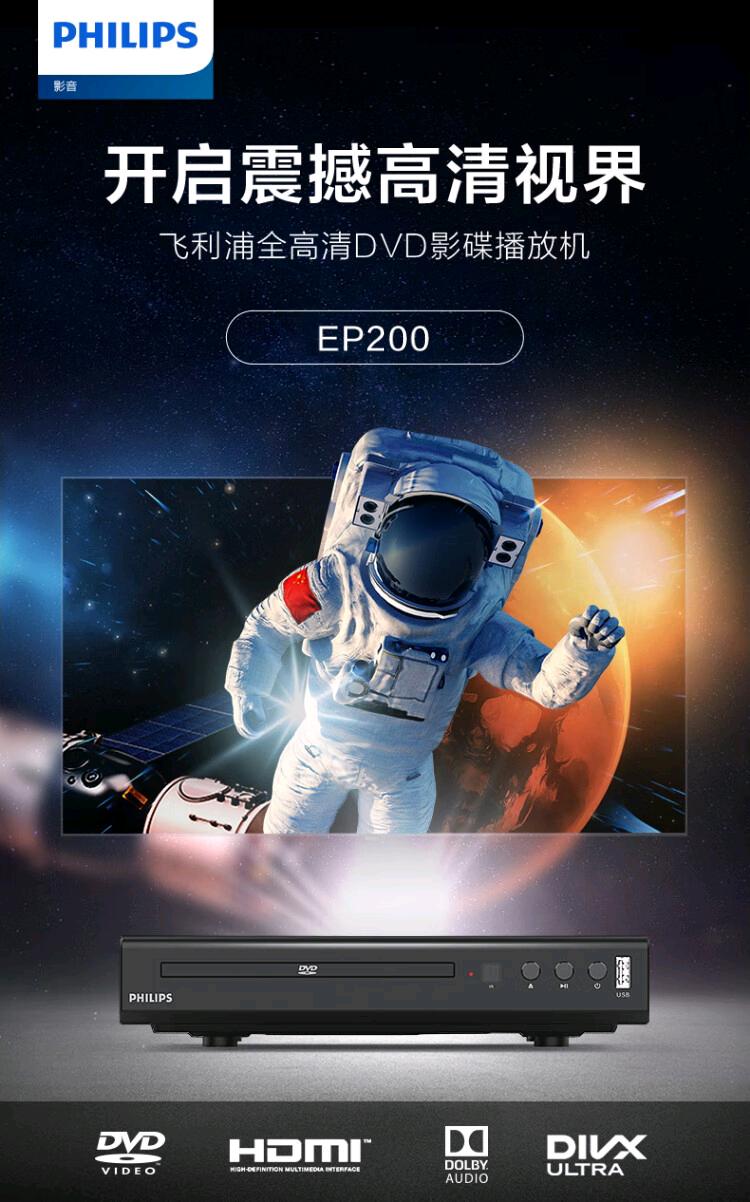 PHILIPS
影音
开启震撼高清视界
飞利浦全高清DVD影碟播放机
EP200
DVD
PHILIPS
USB
DVD
VIDEO
HDMI™
HIGH-DEFINITION MULTIMEDIA INTERFACE
DOLBY
AUDIO
DIVX
ULTRA